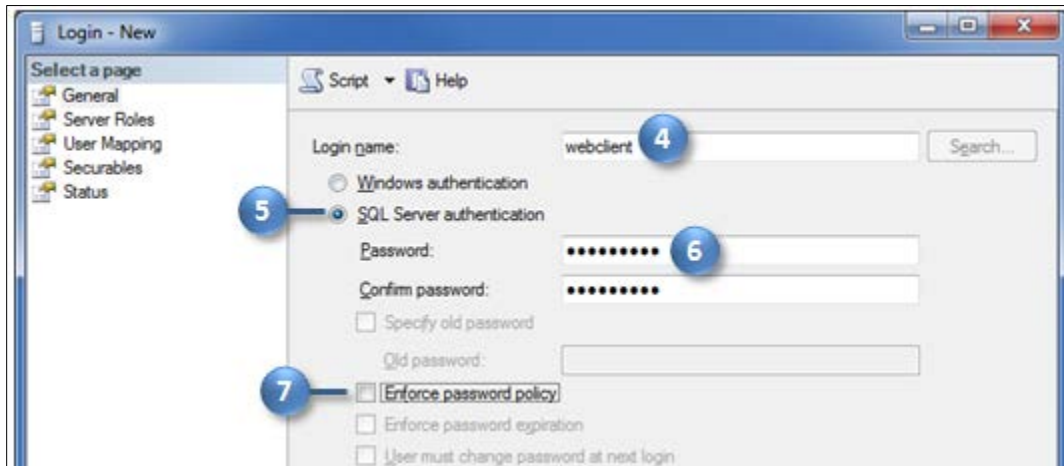 Login - New
Select a page
General
Server Roles
User Mapping
Securables
Status
Script Help
Login name: webclient 4 Search...
Windows authentication
5 SQL Server authentication
Password: ••••••••• 6
Confirm password: •••••••••
Specify old password
Old password:
7 Enforce password policy
Enforce password expiration
User must change password at next login